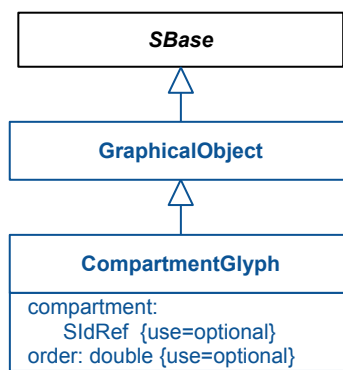 SBase
GraphicalObject
CompartmentGlyph
compartment:
SIdRef {use=optional}
order: double {use=optional}